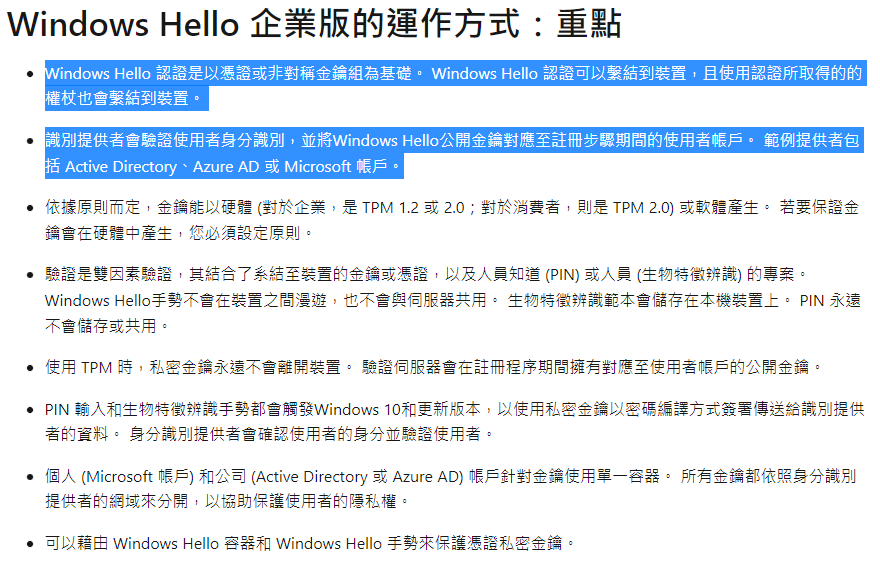 Windows Hello 企業版的運作方式：重點
Windows Hello 認證是以憑證或非對稱金鑰組為基礎。 Windows Hello 認證可以繫結到裝置，且使用認證所取得的的
權杖也會繫結到裝置。
識別提供者會驗證使用者身分識別，並將Windows Hello公開金鑰對應至註冊步驟期間的使用者帳戶。 範例提供者包
括 Active Directory、Azure AD 或 Microsoft 帳戶。
依據原則而定，金鑰能以硬體 (對於企業，是 TPM 1.2 或 2.0；對於消費者，則是 TPM 2.0) 或軟體產生。 若要保證金
鑰會在硬體中產生，您必須設定原則。
驗證是雙因素驗證，其結合了系結至裝置的金鑰或憑證，以及人員知道 (PIN) 或人員 (生物特徵辨識) 的專案。
Windows Hello手勢不會在裝置之間漫遊，也不會與伺服器共用。 生物特徵辨識範本會儲存在本機裝置上。 PIN 永遠
不會儲存或共用。
使用 TPM 時，私密金鑰永遠不會離開裝置。 驗證伺服器會在註冊程序期間擁有對應至使用者帳戶的公開金鑰。
PIN 輸入和生物特徵辨識手勢都會觸發Windows 10和更新版本，以使用私密金鑰以密碼編譯方式簽署傳送給識別提供
者的資料。 身分識別提供者會確認使用者的身分並驗證使用者。
個人 (Microsoft 帳戶) 和公司 (Active Directory 或 Azure AD) 帳戶針對金鑰使用單一容器。 所有金鑰都依照身分識別
提供者的網域來分開，以協助保護使用者的隱私權。
可以藉由 Windows Hello 容器和 Windows Hello 手勢來保護憑證私密金鑰。